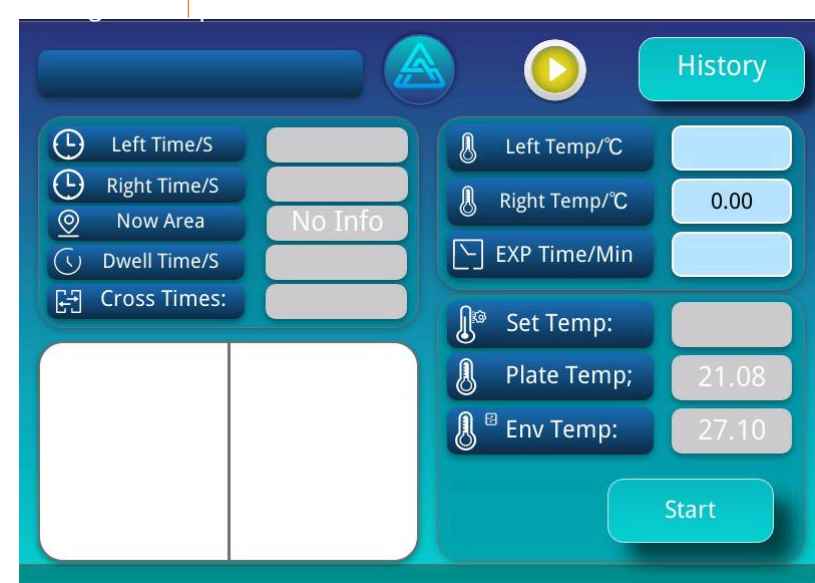 History
Left Time/S
Right Time/S
Now Area No Info
Dwell Time/S
Cross Times:
Left Temp/℃
Right Temp/℃ 0.00
EXP Time/Min
Set Temp:
Plate Temp; 21.08
Env Temp: 27.10
Start